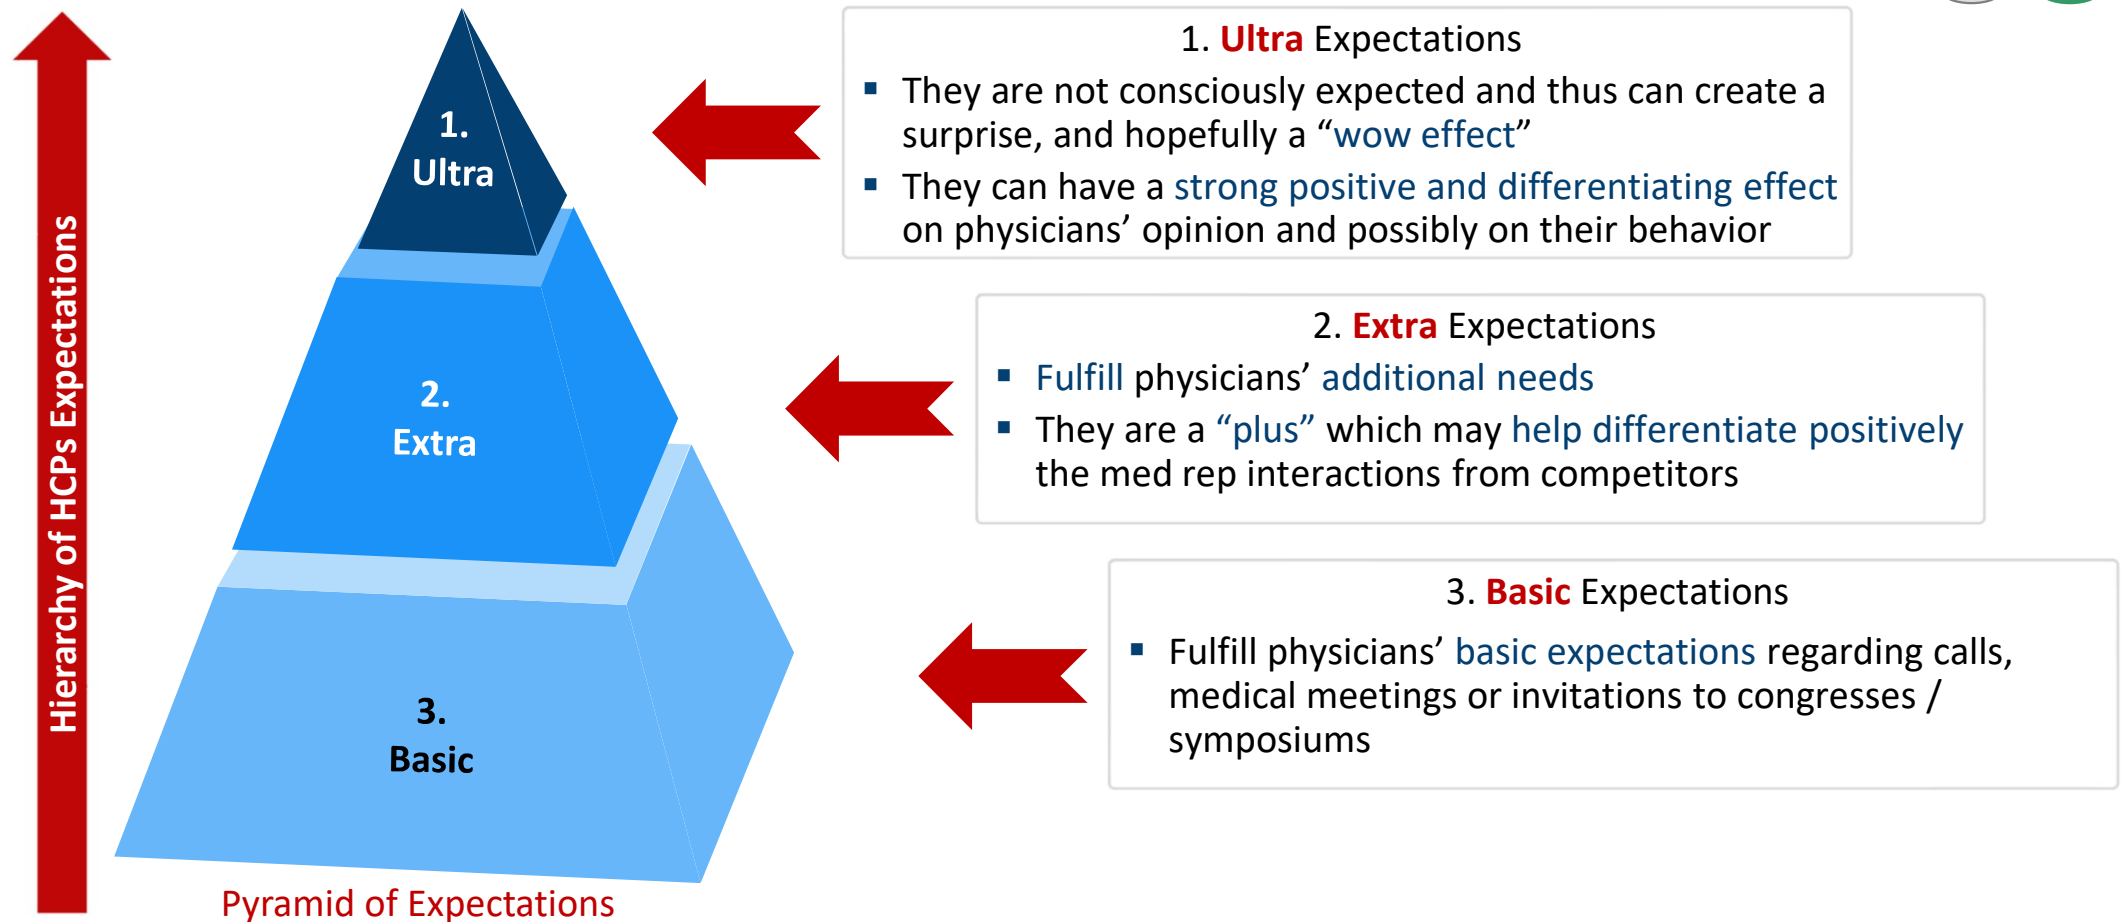 Hierarchy of HCPs Expectations
1.
Ultra
2.
Extra
3.
Basic
Pyramid of Expectations
1. Ultra Expectations
▪ They are not consciously expected and thus can create a
surprise, and hopefully a “wow effect”
▪ They can have a strong positive and differentiating effect
on physicians’ opinion and possibly on their behavior
2. Extra Expectations
▪ Fulfill physicians’ additional needs
▪ They are a “plus” which may help differentiate positively
the med rep interactions from competitors
3. Basic Expectations
▪ Fulfill physicians’ basic expectations regarding calls,
medical meetings or invitations to congresses /
symposiums